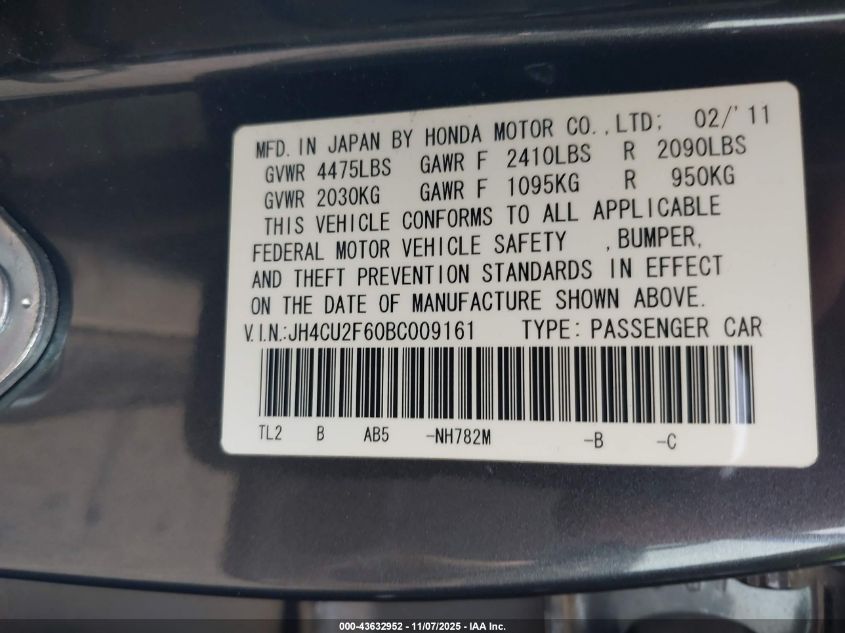 MFD. IN JAPAN BY HONDA MOTOR CO.,LTD; 02/'11
GVWR 4475LBS GAWR F 2410LBS R 2090LBS
GVWR 2030KG GAWR F 1095KG R 950KG
THIS VEHICLE CONFORMS TO ALL APPLICABLE
FEDERAL MOTOR VEHICLE SAFETY , BUMPER,
AND THEFT PREVENTION STANDARDS IN EFFECT
ON THE DATE OF MANUFACTURE SHOWN ABOVE.
V.I.N.:JH4CU2F60BC009161 TYPE: PASSENGER CAR
TL2 B AB5 -NH782M -B -C
000-43632952 - 11/07/2025 - IAA Inc.